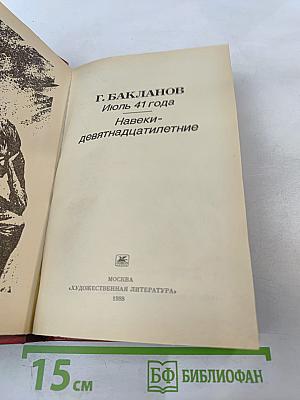 Г. БАКЛАНОВ
Июль 41 года
Навеки-
девятнадцатилетние
МОСКВА
«ХУДОЖЕСТВЕННАЯ ЛИТЕРАТУРА»
1988
15 см
БФ БИБЛИОФАН